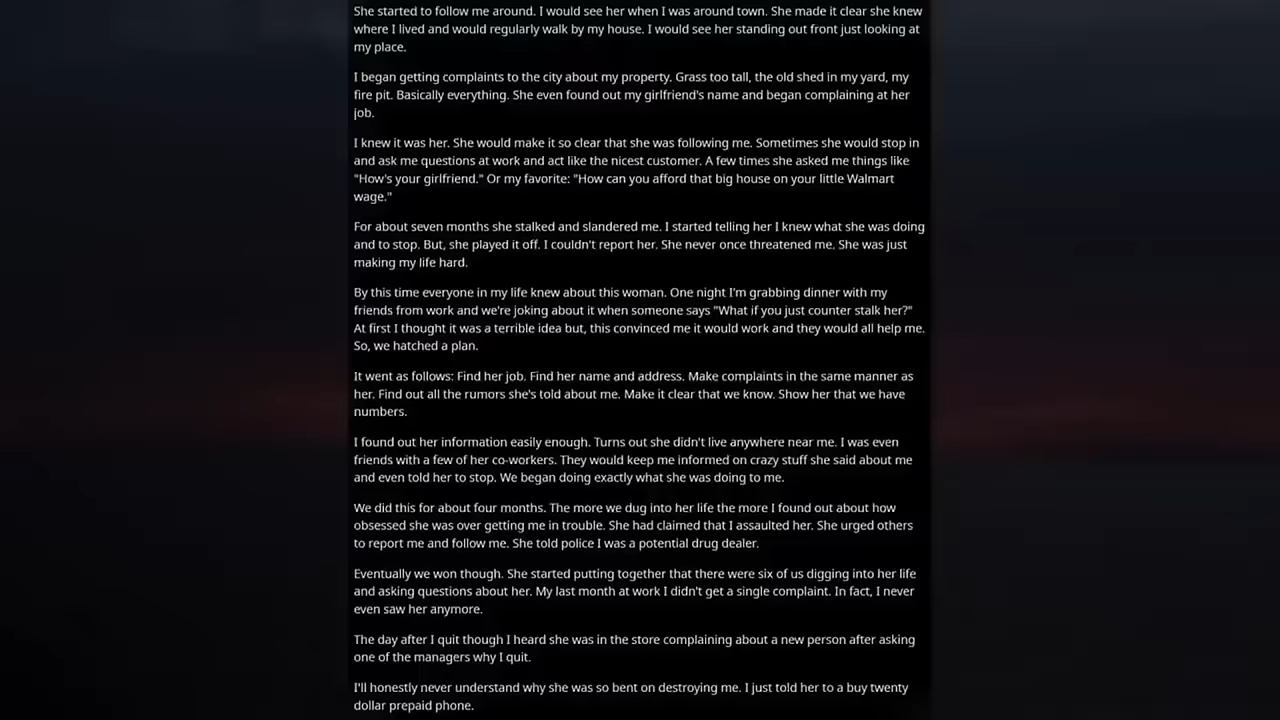 She started to follow me around. I would see her when I was around town. She made it clear she knew
where I lived and would regularly walk by my house. I would see her standing out front just looking at
my place.
I began getting complaints to the city about my property. Grass too tall, the old shed in my yard, my
fire pit. Basically everything. She even found out my girlfriend's name and began complaining at her
job.
I knew it was her. She would make it so clear that she was following me. Sometimes she would stop in
and ask me questions at work and act like the nicest customer. A few times she asked me things like
"How's your girlfriend." Or my favorite: "How can you afford that big house on your little Walmart
wage."
For about seven months she stalked and slandered me. I started telling her I knew what she was doing
and to stop. But, she played it off. I couldn't report her. She never once threatened me. She was just
making my life hard.
By this time everyone in my life knew about this woman. One night I'm grabbing dinner with my
friends from work and we're joking about it when someone says "What if you just counter stalk her?"
At first I thought it was a terrible idea but, this convinced me it would work and they would all help me.
So, we hatched a plan.
It went as follows: Find her job. Find her name and address. Make complaints in the same manner as
her. Find out all the rumors she's told about me. Make it clear that we know. Show her that we have
numbers.
I found out her information easily enough. Turns out she didn't live anywhere near me. I was even
friends with a few of her co-workers. They would keep me informed on crazy stuff she said about me
and even told her to stop. We began doing exactly what she was doing to me.
We did this for about four months. The more we dug into her life the more I found out about how
obsessed she was over getting me in trouble. She had claimed that I assaulted her. She urged others
to report me and follow me. She told police I was a potential drug dealer.
Eventually we won though. She started putting together that there were six of us digging into her life
and asking questions about her. My last month at work I didn't get a single complaint. In fact, I never
even saw her anymore.
The day after I quit though I heard she was in the store complaining about a new person after asking
one of the managers why I quit.
I'll honestly never understand why she was so bent on destroying me. I just told her to a buy twenty
dollar prepaid phone.